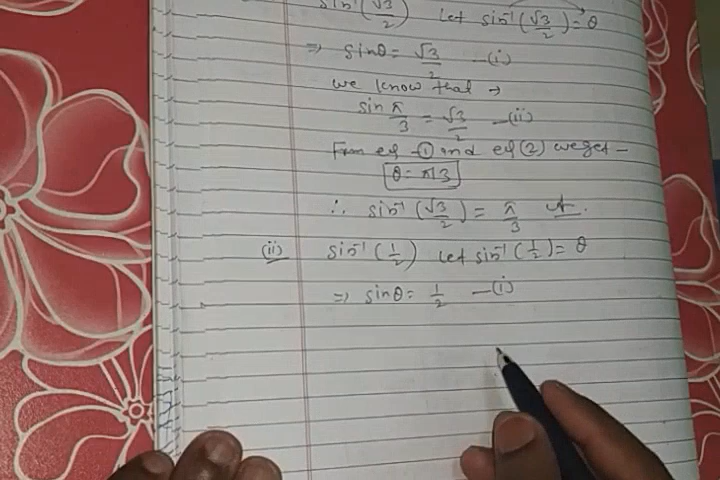 sin⁻¹(√3/2) Let sin⁻¹(√3/2)=θ
⇒ sinθ= √3/2 —(i)
we know that →
sin π/3 = √3/2 —(ii)
From eq -① and eq(2) we get –
θ=π/3
∴ sin⁻¹(√3/2) = π/3
(ii) sin⁻¹(1/2) Let sin⁻¹(1/2)=θ
⇒ sinθ= 1/2 —(i)